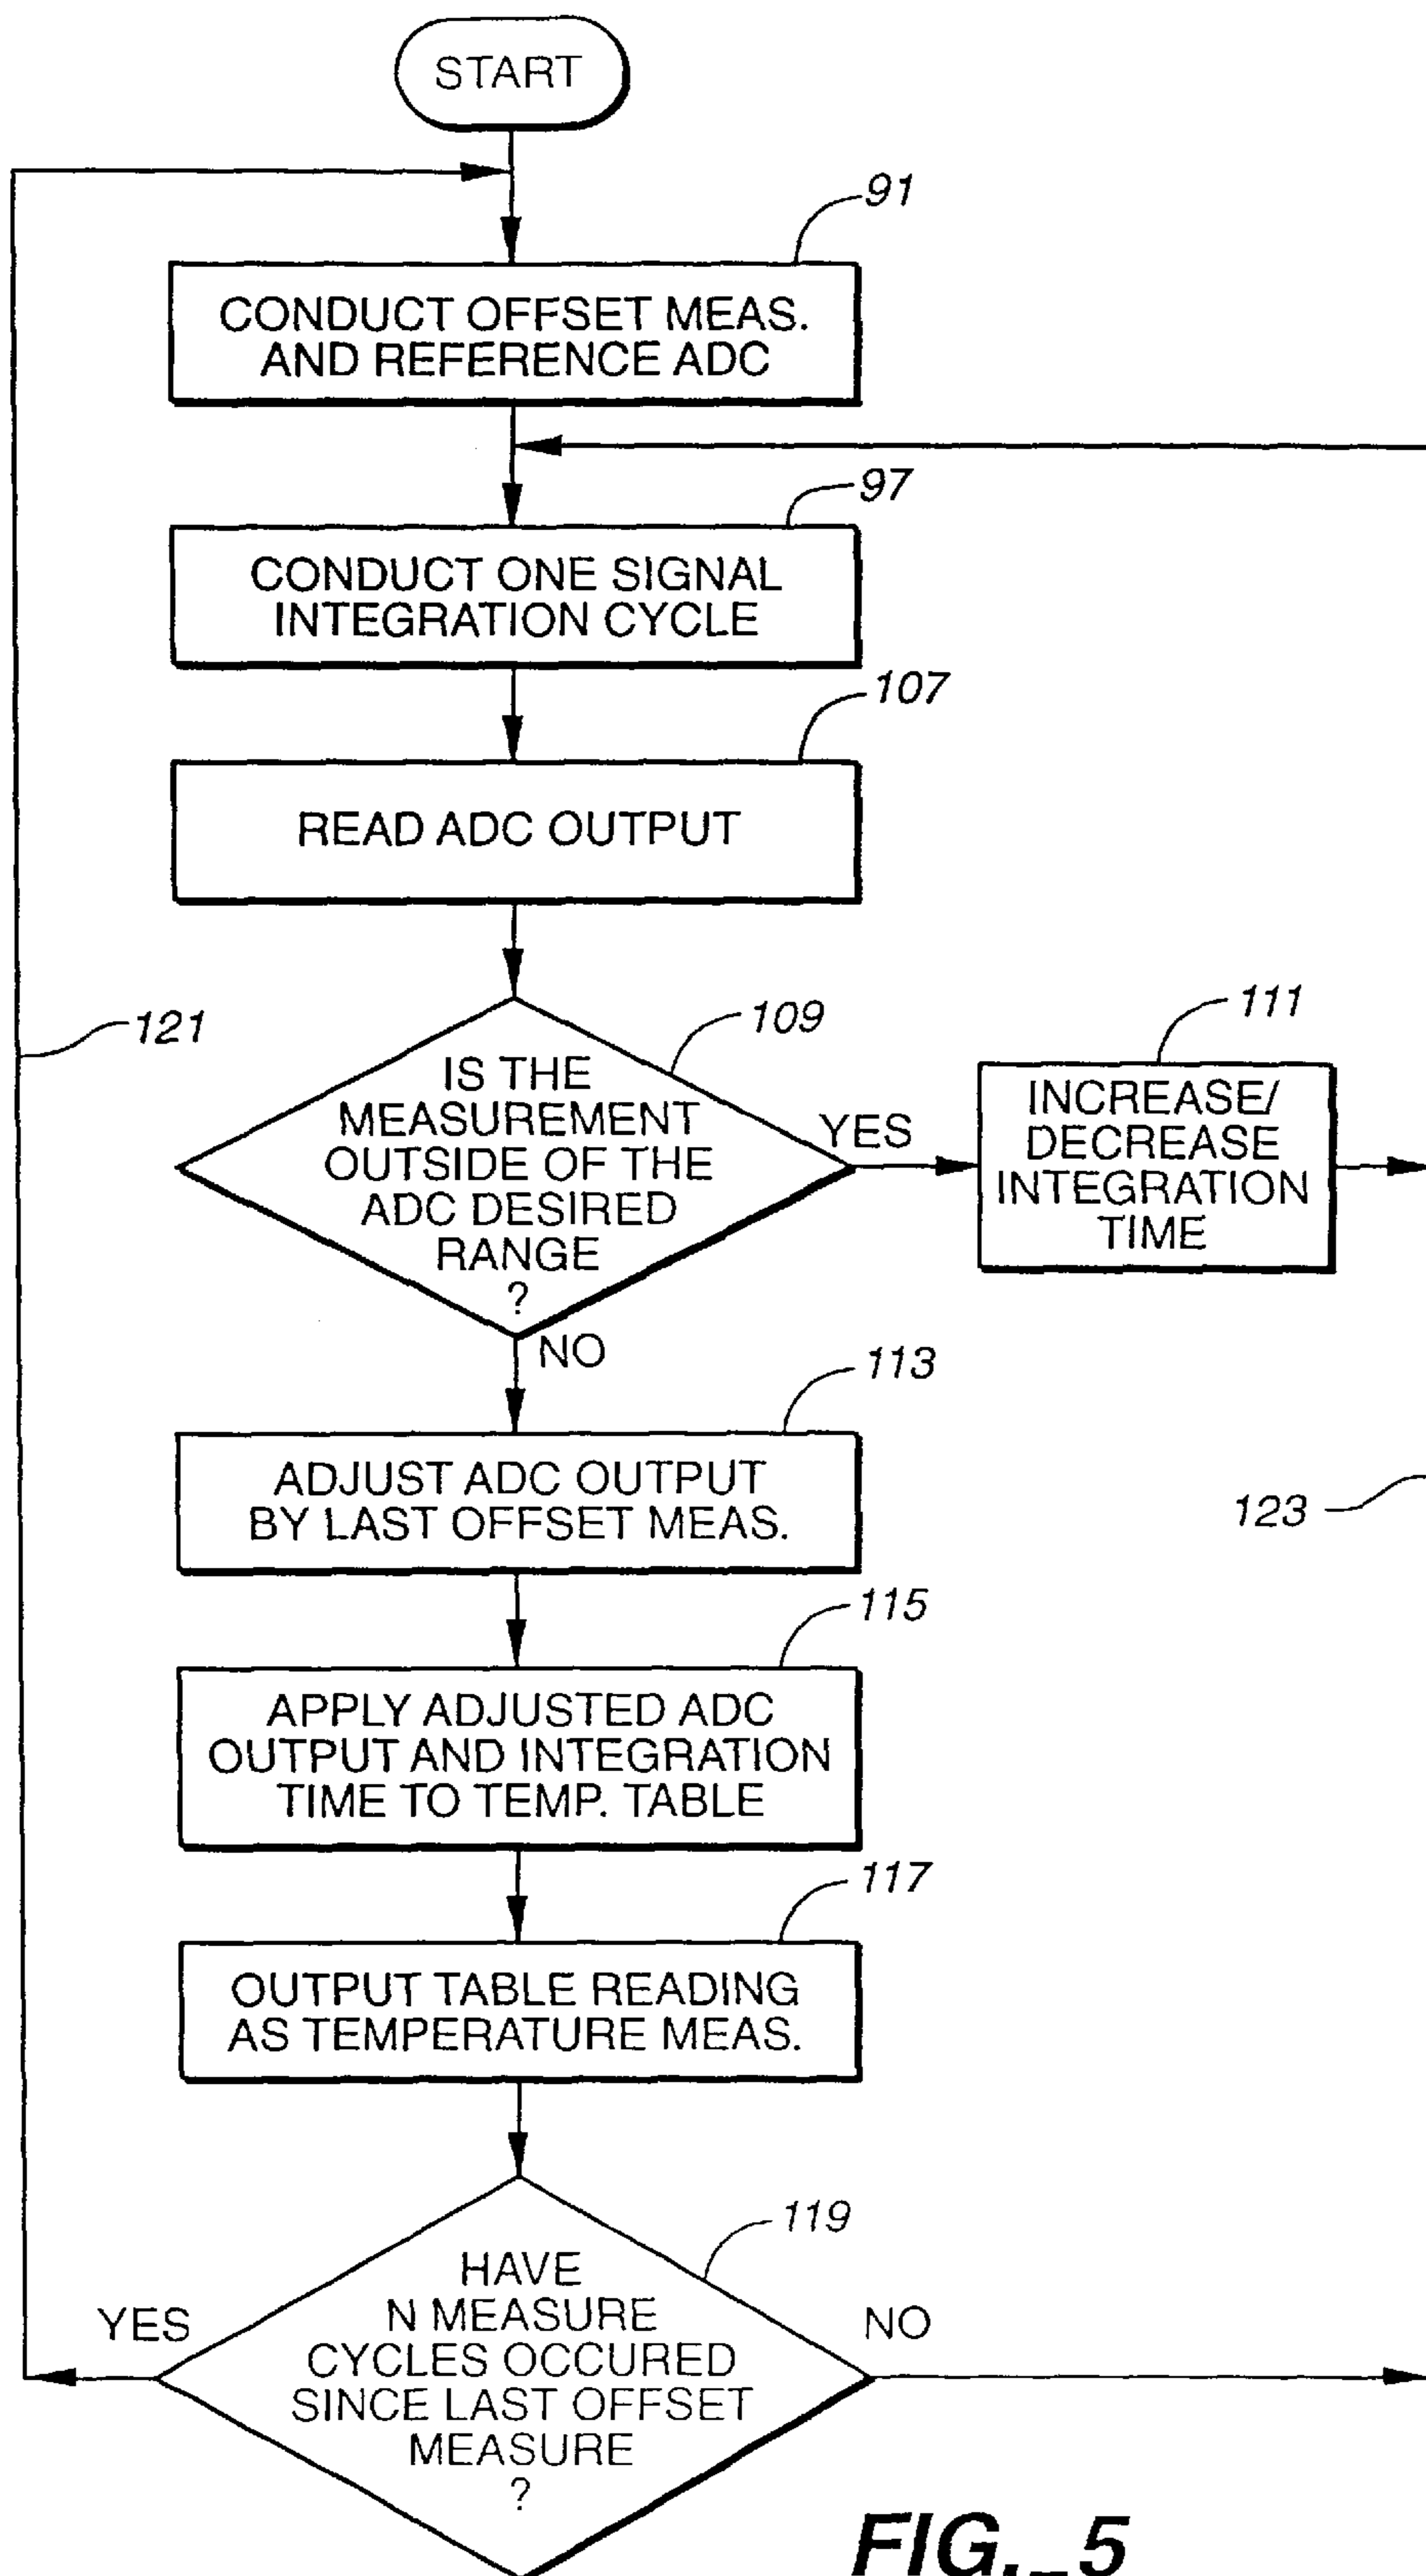 START
91
CONDUCT OFFSET MEAS.
AND REFERENCE ADC
97
CONDUCT ONE SIGNAL
INTEGRATION CYCLE
107
READ ADC OUTPUT
121
109
111
IS THE
MEASUREMENT
OUTSIDE OF THE
ADC DESIRED
RANGE
?
YES
INCREASE/
DECREASE
INTEGRATION
TIME
NO
113
ADJUST ADC OUTPUT
BY LAST OFFSET MEAS.
123
115
APPLY ADJUSTED ADC
OUTPUT AND INTEGRATION
TIME TO TEMP. TABLE
117
OUTPUT TABLE READING
AS TEMPERATURE MEAS.
119
HAVE
N MEASURE
CYCLES OCCURED
SINCE LAST OFFSET
MEASURE
?
YES
NO
FIG._5